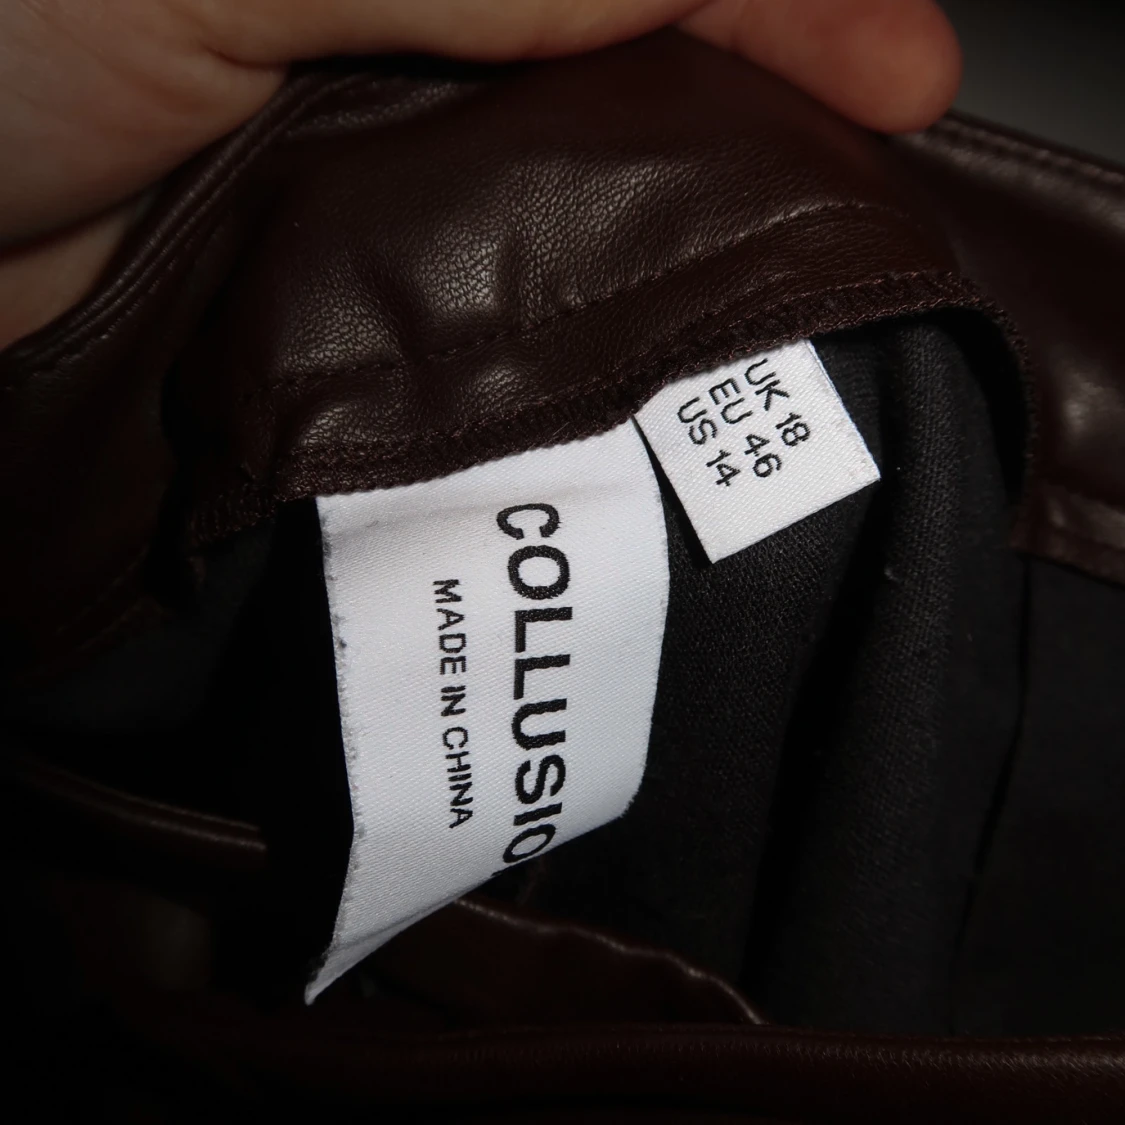 UK 18
EU 46
US 14
COLLUSIO
MADE IN CHINA